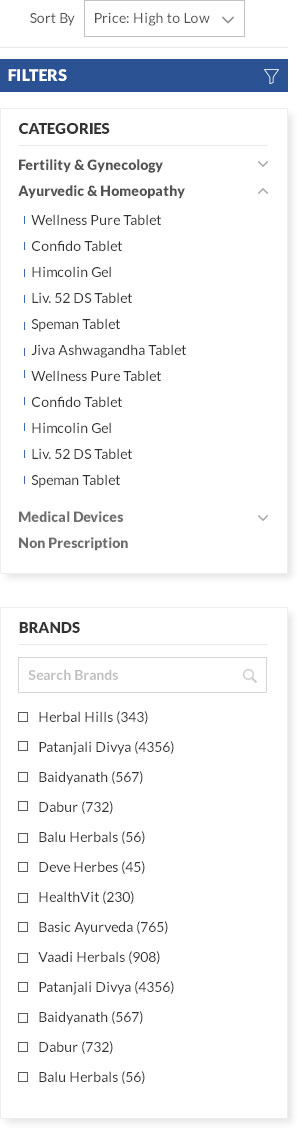 Sort By Price: High to Low
FILTERS
CATEGORIES
Fertility & Gynecology
Ayurvedic & Homeopathy
Wellness Pure Tablet
Confido Tablet
Himcolin Gel
Liv. 52 DS Tablet
Speman Tablet
Jiva Ashwagandha Tablet
Wellness Pure Tablet
Confido Tablet
Himcolin Gel
Liv. 52 DS Tablet
Speman Tablet
Medical Devices
Non Prescription
BRANDS
Search Brands
Herbal Hills (343)
Patanjali Divya (4356)
Baidyanath (567)
Dabur (732)
Balu Herbals (56)
Deve Herbes (45)
HealthVit (230)
Basic Ayurveda (765)
Vaadi Herbals (908)
Patanjali Divya (4356)
Baidyanath (567)
Dabur (732)
Balu Herbals (56)